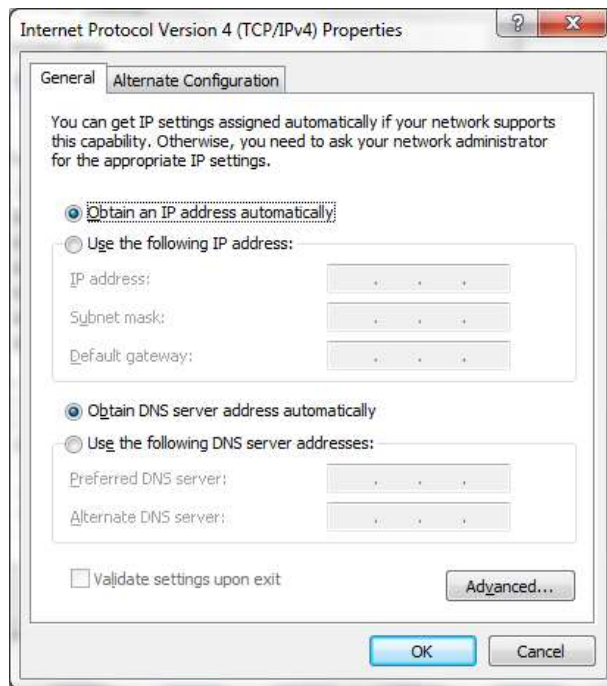 Internet Protocol Version 4 (TCP/IPv4) Properties
?
General
Alternate Configuration
You can get IP settings assigned automatically if your network supports
this capability. Otherwise, you need to ask your network administrator
for the appropriate IP settings.
Obtain an IP address automatically
Use the following IP address:
IP address:
. . .
Subnet mask:
. . .
Default gateway:
. . .
Obtain DNS server address automatically
Use the following DNS server addresses:
Preferred DNS server:
. . .
Alternate DNS server:
. . .
Validate settings upon exit
Advanced...
OK
Cancel